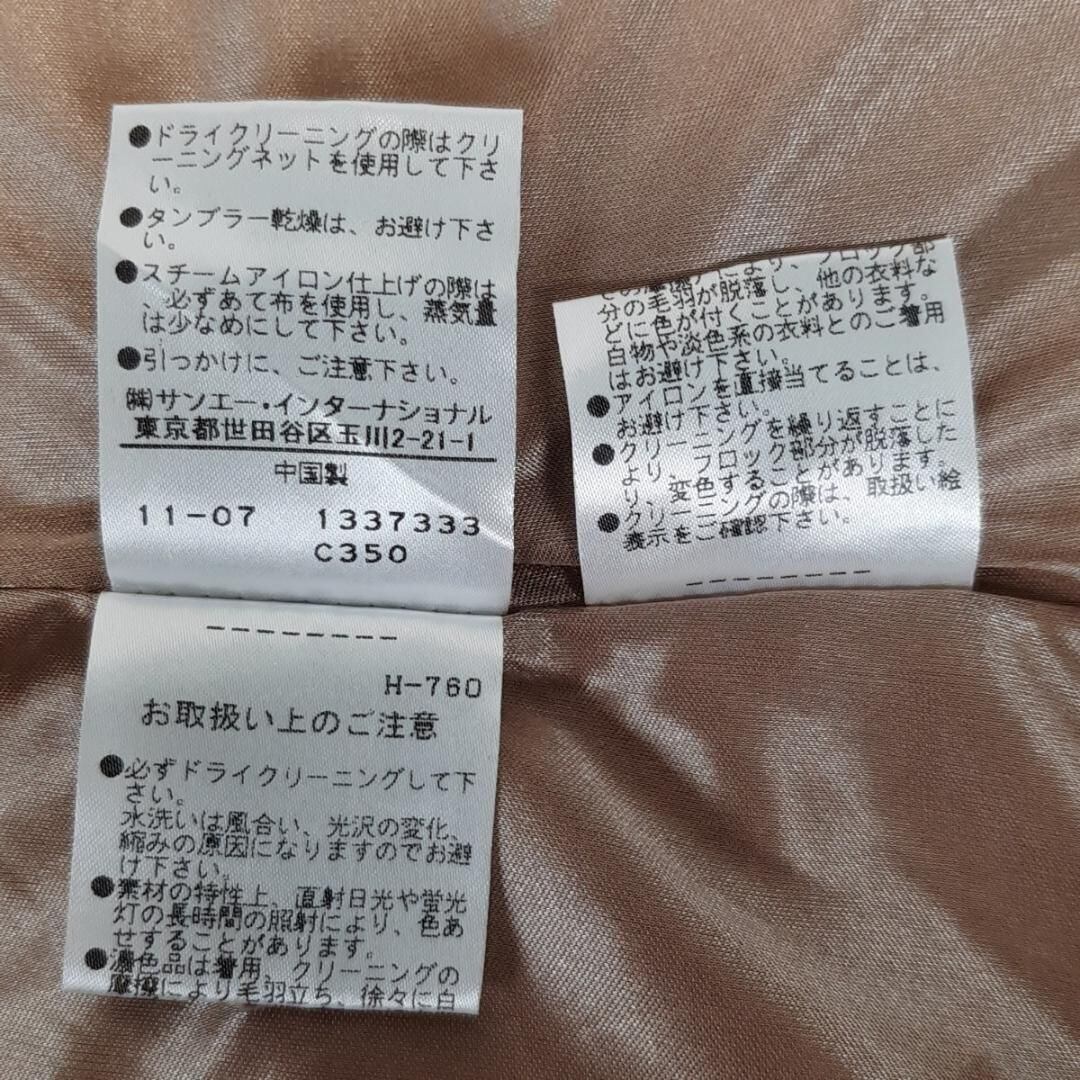 ●ドライクリーニングの際はクリ
ーニングネットを使用して下さ
い。
●タンブラー乾燥は、お避け下さ
い。
●スチームアイロン仕上げの際は
、必ずあて布を使用し、蒸気量
は少なめにして下さい。
●引つかけに、ご注意下さい。
㈱サンエー・インターナショナル
東京都世田谷区玉川2-21-1
中国製
11-07 1337333
C350
--------
H-760
お取扱い上のご注意
●必ずドライクリーニングして下
さい。
水洗いは風合い、光沢の変化、
縮みの原因になりますのでお避
け下さい。
●素材の特性上、直射日光や蛍光
灯の長時間の照射により、色あ
せすることがあります。
●濃色品は着用、クリーニングの
摩擦により毛羽立ち、徐々に白
により、フロック部
分の毛羽が脱落し、他の衣料な
どに色が付くことがあります。
白物や淡色系の衣料とのご着用
はお避け下さい。
●アイロンを直接当てることは、
お避け下さい。
●クリーニングを繰り返すことに
より、フロック部分が脱落した
り、変色することがあります。
●クリーニングの際は、取扱い絵
表示をご確認下さい。
--------